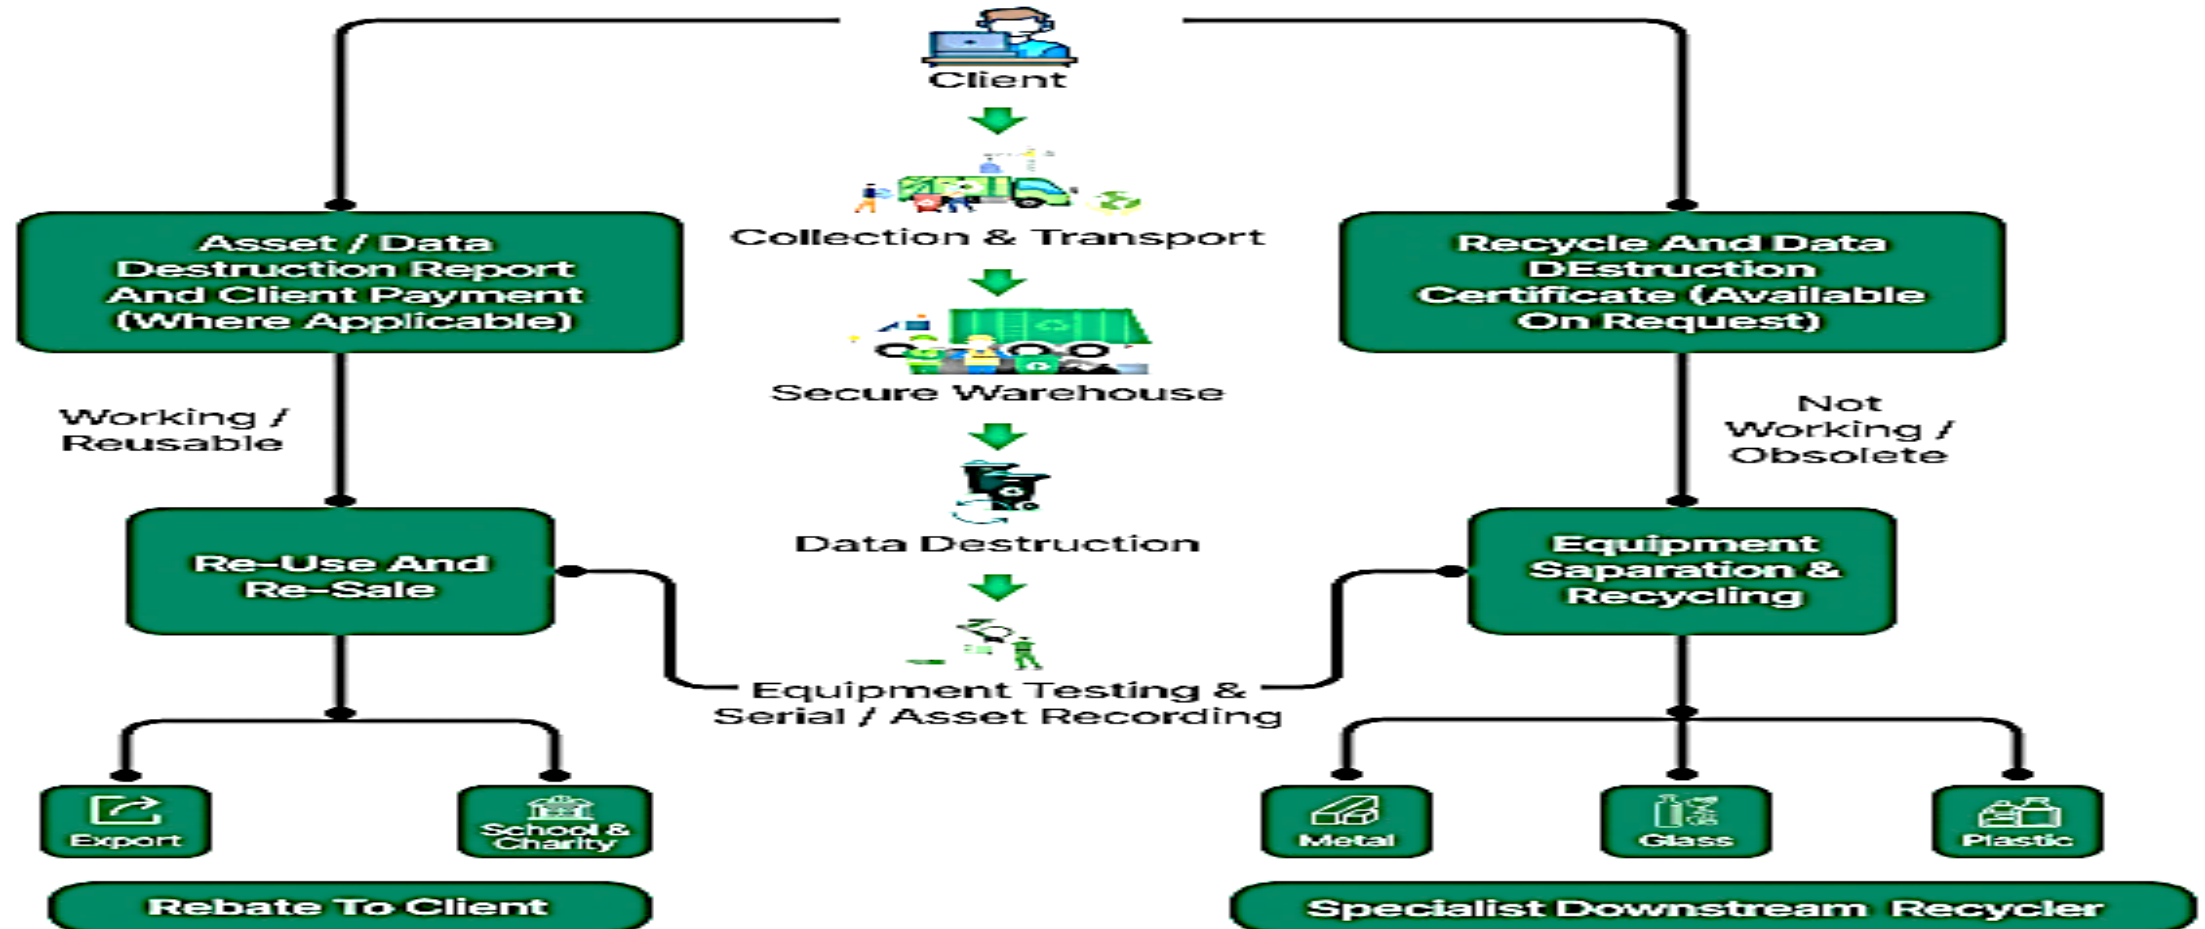 Client
Collection & Transport
Asset / Data
Destruction Report
And Client Payment
(Where Applicable)
Recycle And Data
DEstruction
Certificate (Available
On Request)
Secure Warehouse
Working /
Reusable
Not
Working /
Obsolete
Data Destruction
Re-Use And
Re-Sale
Equipment
Saparation &
Recycling
Equipment Testing &
Serial / Asset Recording
Export
School &
Charity
Metal
Glass
Plastic
Rebate To Client
Specialist Downstream Recycler